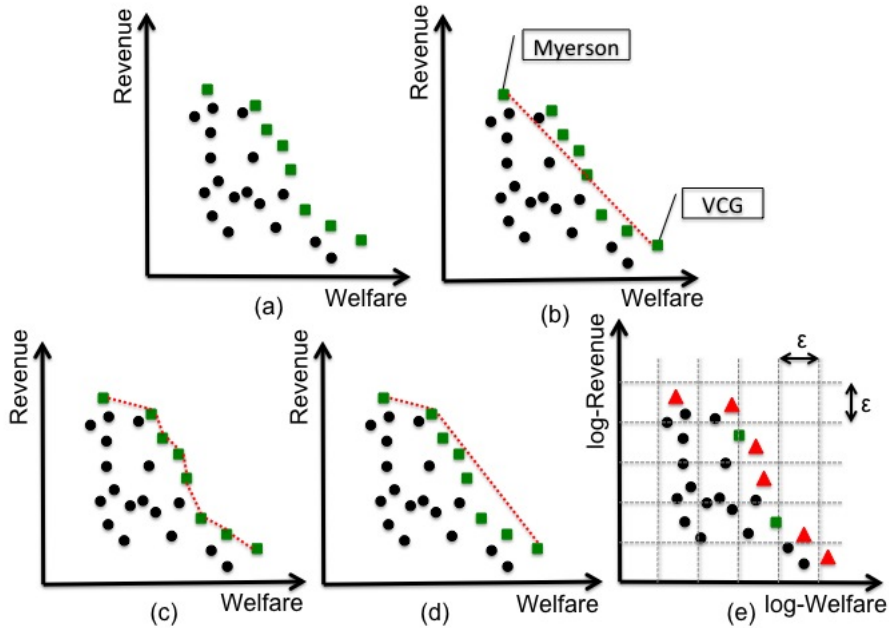 Revenue
Welfare
(a)
Revenue
Myerson
VCG
Welfare
(b)
Revenue
Welfare
(c)
Revenue
Welfare
(d)
log-Revenue
ε
ε
log-Welfare
(e)